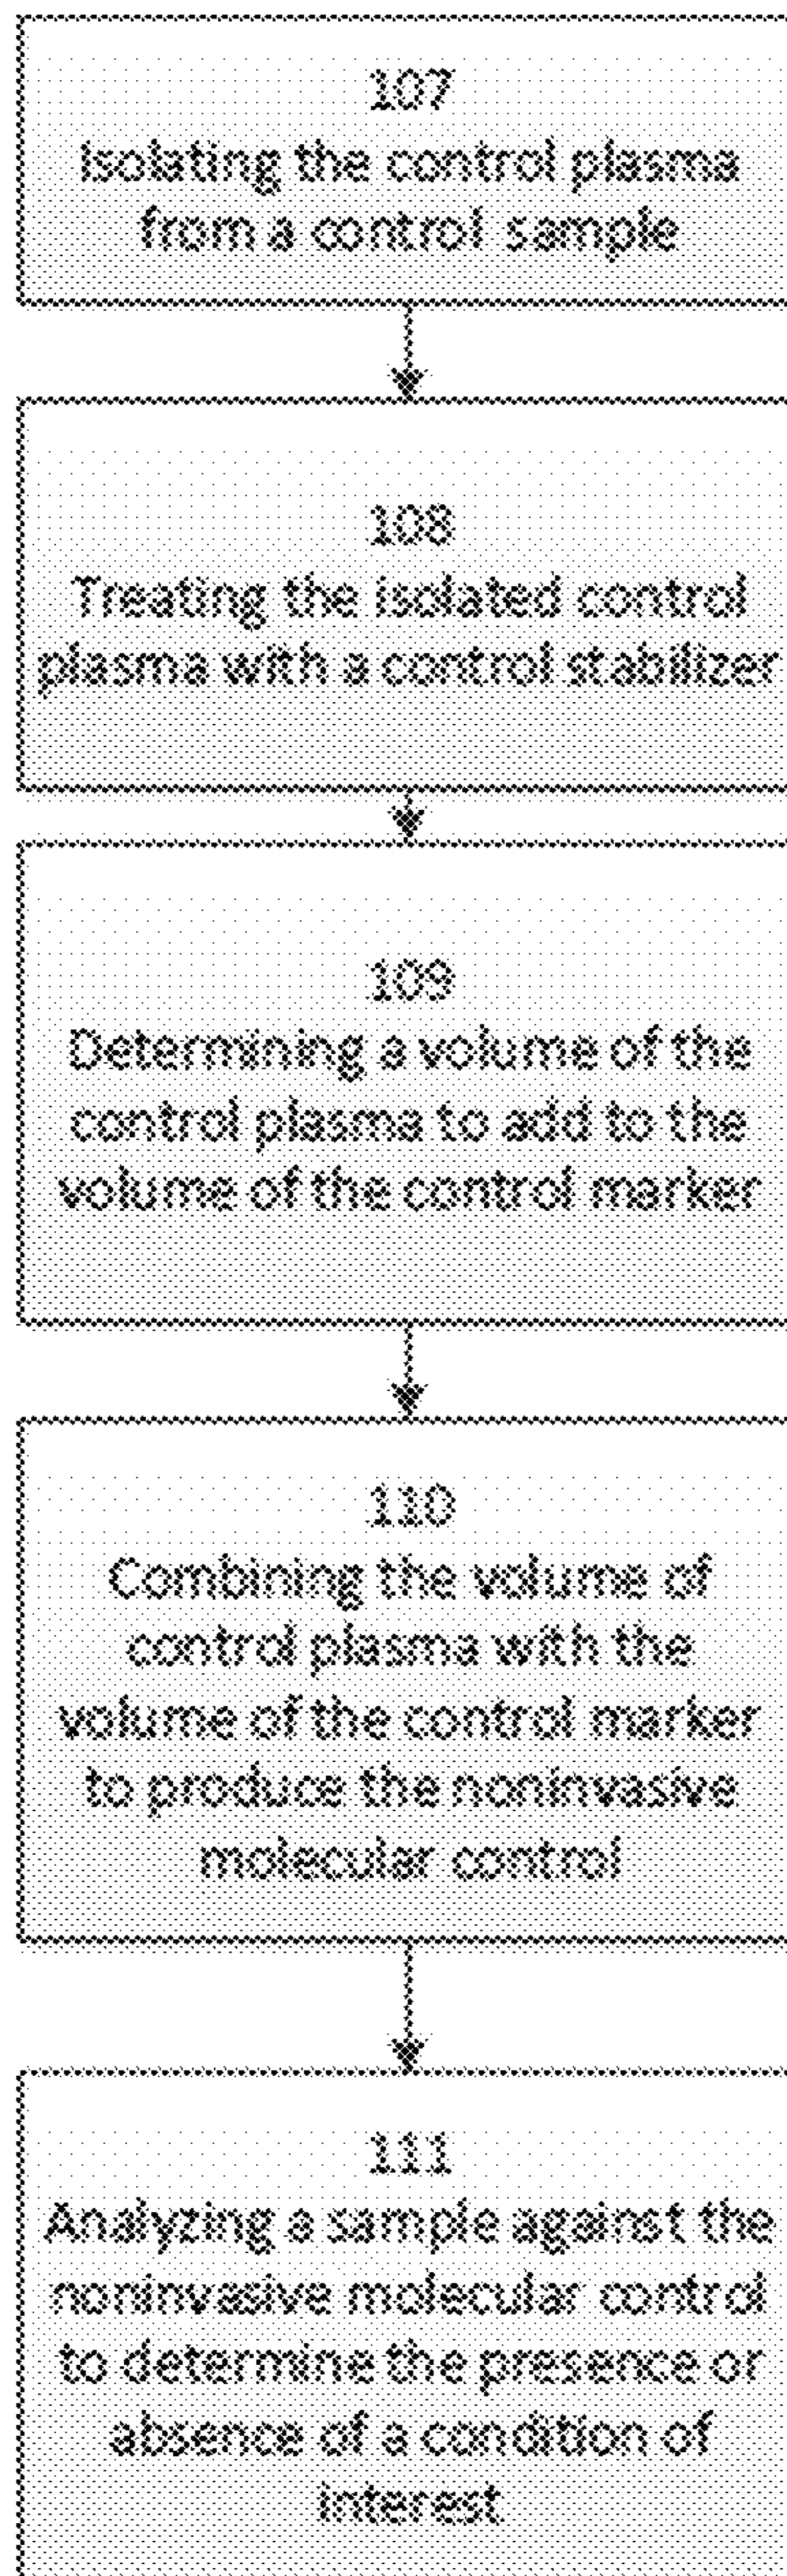 107
Isolating the control plasma
from a control sample
108
Treating the isolated control
plasma with a control stabilizer
109
Determining a volume of the
control plasma to add to the
volume of the control marker
110
Combining the volume of
control plasma with the
volume of the control marker
to produce the noninvasive
molecular control
111
Analyzing a sample against the
noninvasive molecular control
to determine the presence or
absence of a condition of
interest